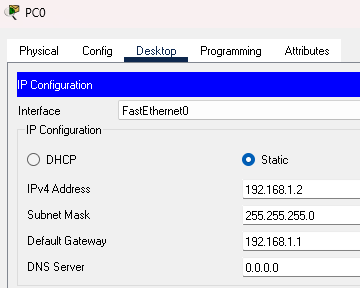 PC0
Physical Config Desktop Programming Attributes
IP Configuration
Interface FastEthernet0
IP Configuration
DHCP Static
IPv4 Address 192.168.1.2
Subnet Mask 255.255.255.0
Default Gateway 192.168.1.1
DNS Server 0.0.0.0